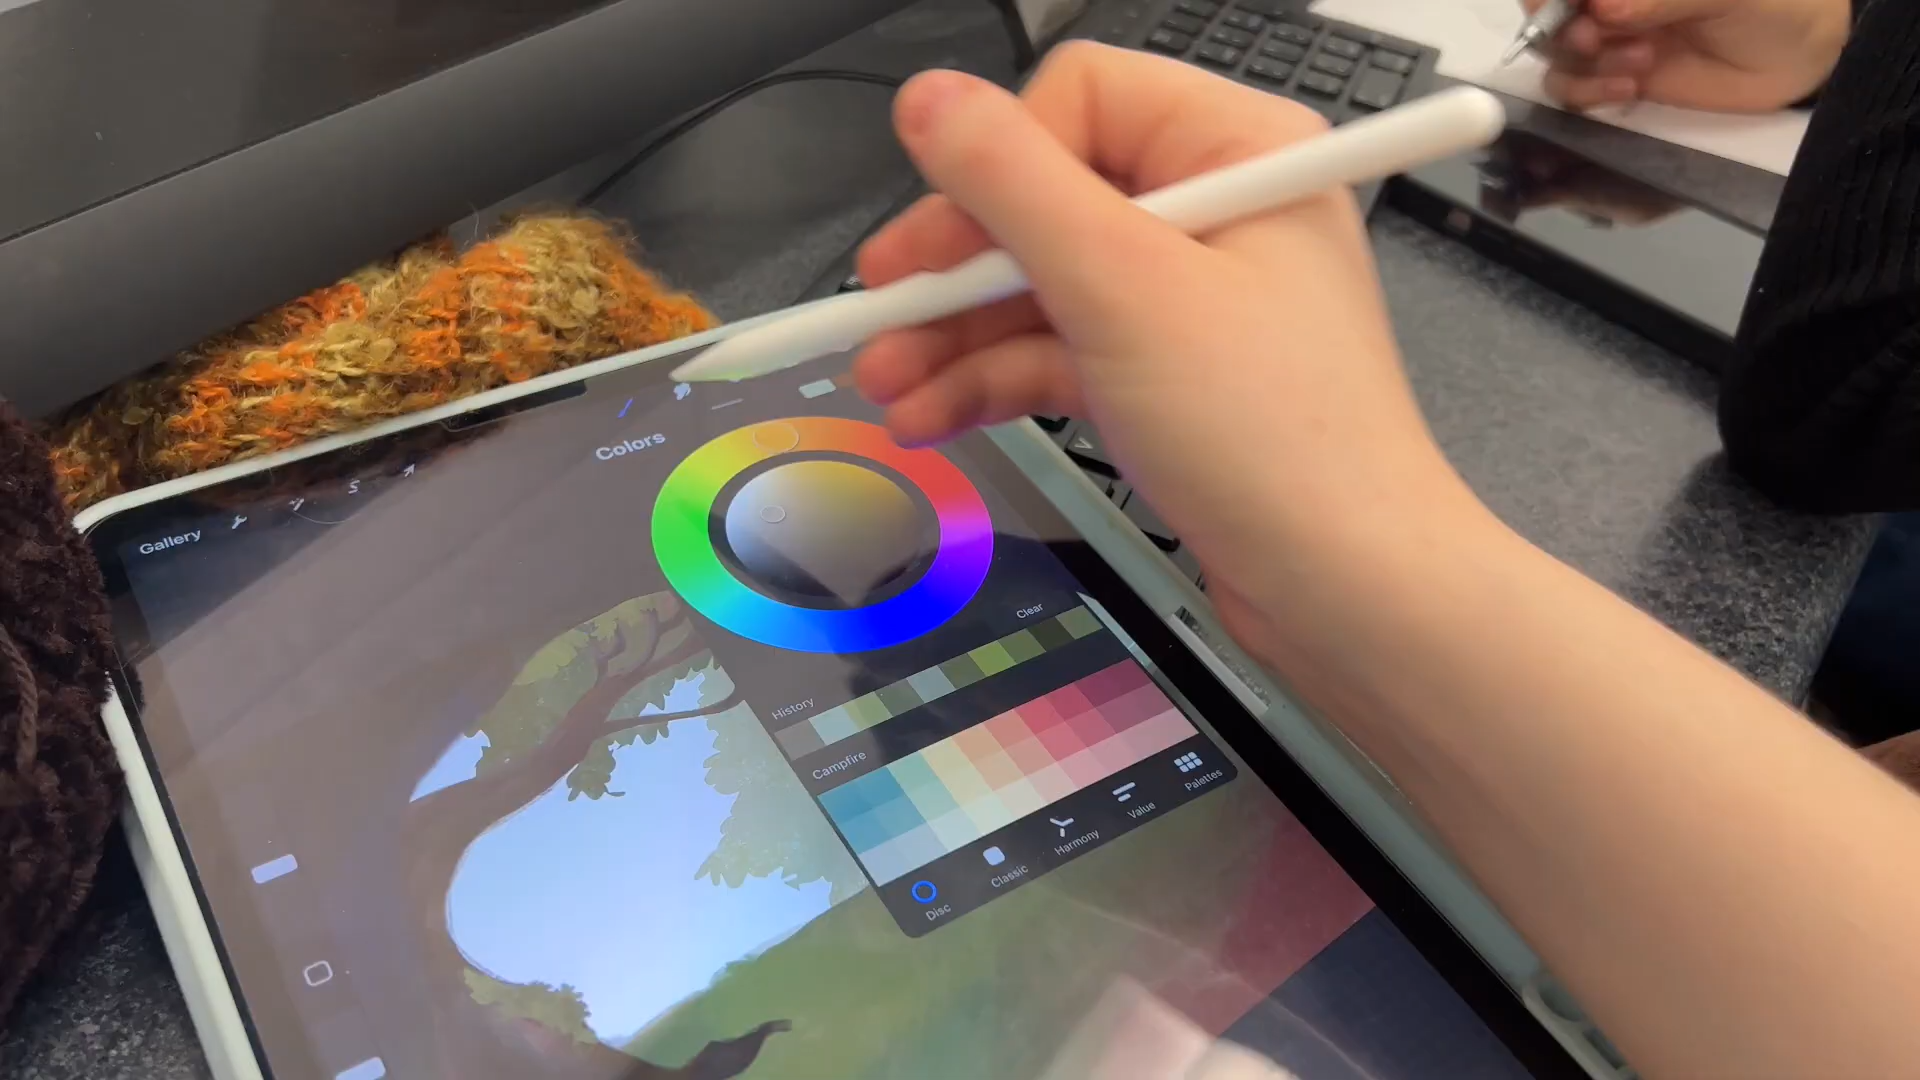 Gallery
Colors
Clear
History
Campfire
Disc
Classic
Harmony
Value
Palettes
V